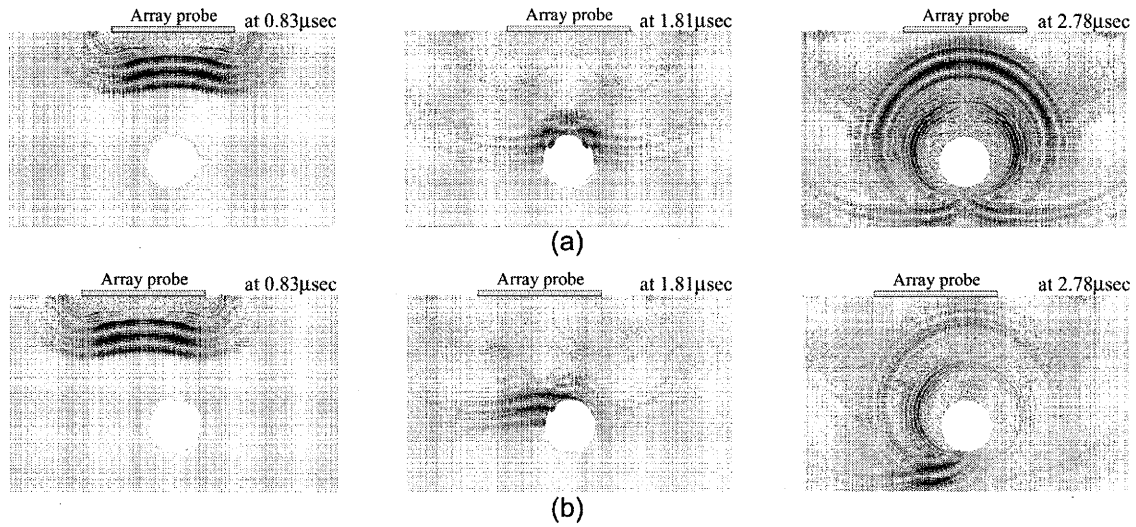 Array probe at 0.83μsec
Array probe at 1.81μsec
Array probe at 2.78μsec
(a)
Array probe at 0.83μsec
Array probe at 1.81μsec
Array probe at 2.78μsec
(b)